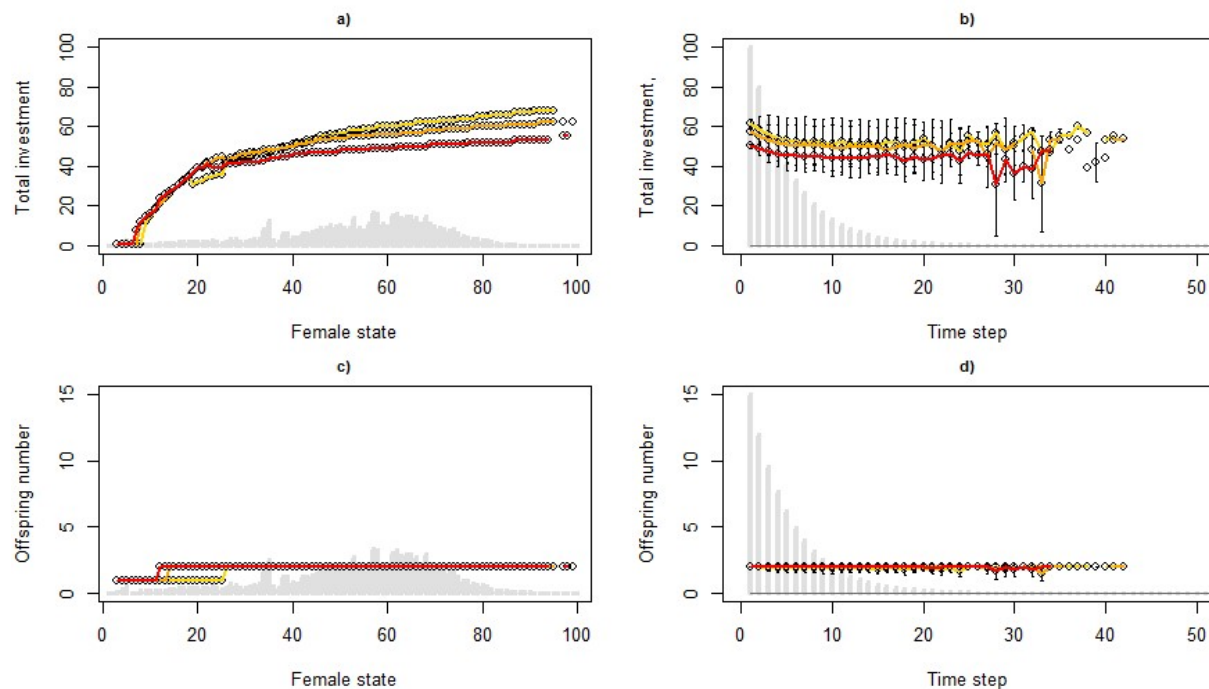 a)
100
80
60
40
20
0
Total investment
0 20 40 60 80 100
Female state
b)
100
80
60
40
20
0
Total investment,
0 10 20 30 40 50
Time step
c)
15
10
5
0
Offspring number
0 20 40 60 80 100
Female state
d)
15
10
5
0
Offspring number
0 10 20 30 40 50
Time step